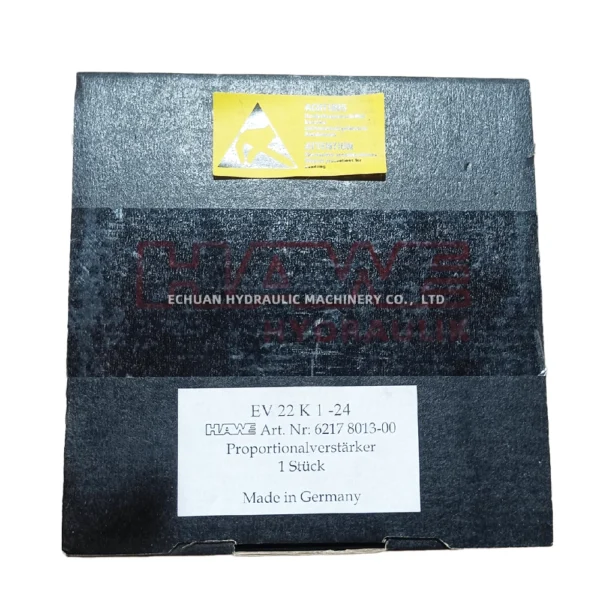 HAWE
HYDRAULIK
ECHUAN HYDRAULIC MACHINERY CO., LTD
EV 22 K 1 -24
HAWE Art. Nr: 6217 8013-00
Proportionalverstärker
1 Stück
Made in Germany